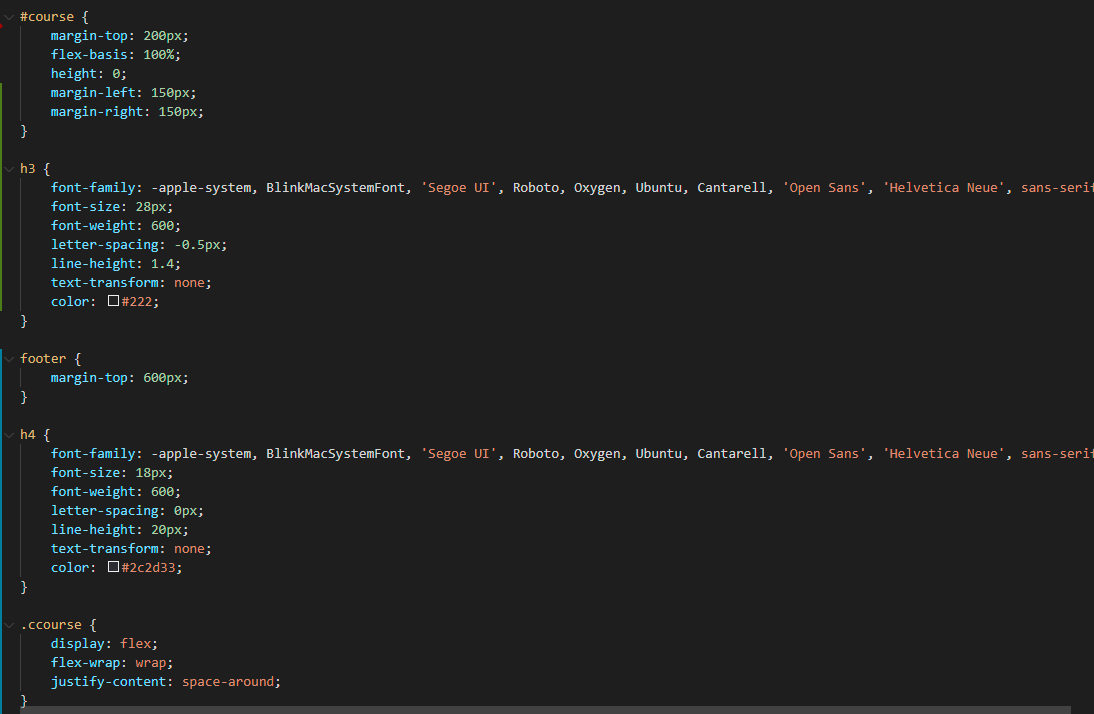 #course {
    margin-top: 200px;
    flex-basis: 100%;
    height: 0;
    margin-left: 150px;
    margin-right: 150px;
}
h3 {
    font-family: -apple-system, BlinkMacSystemFont, 'Segoe UI', Roboto, Oxygen, Ubuntu, Cantarell, 'Open Sans', 'Helvetica Neue', sans-serif
    font-size: 28px;
    font-weight: 600;
    letter-spacing: -0.5px;
    line-height: 1.4;
    text-transform: none;
    color: #222;
}
footer {
    margin-top: 600px;
}
h4 {
    font-family: -apple-system, BlinkMacSystemFont, 'Segoe UI', Roboto, Oxygen, Ubuntu, Cantarell, 'Open Sans', 'Helvetica Neue', sans-serif
    font-size: 18px;
    font-weight: 600;
    letter-spacing: 0px;
    line-height: 20px;
    text-transform: none;
    color: #2c2d33;
}
.ccourse {
    display: flex;
    flex-wrap: wrap;
    justify-content: space-around;
}